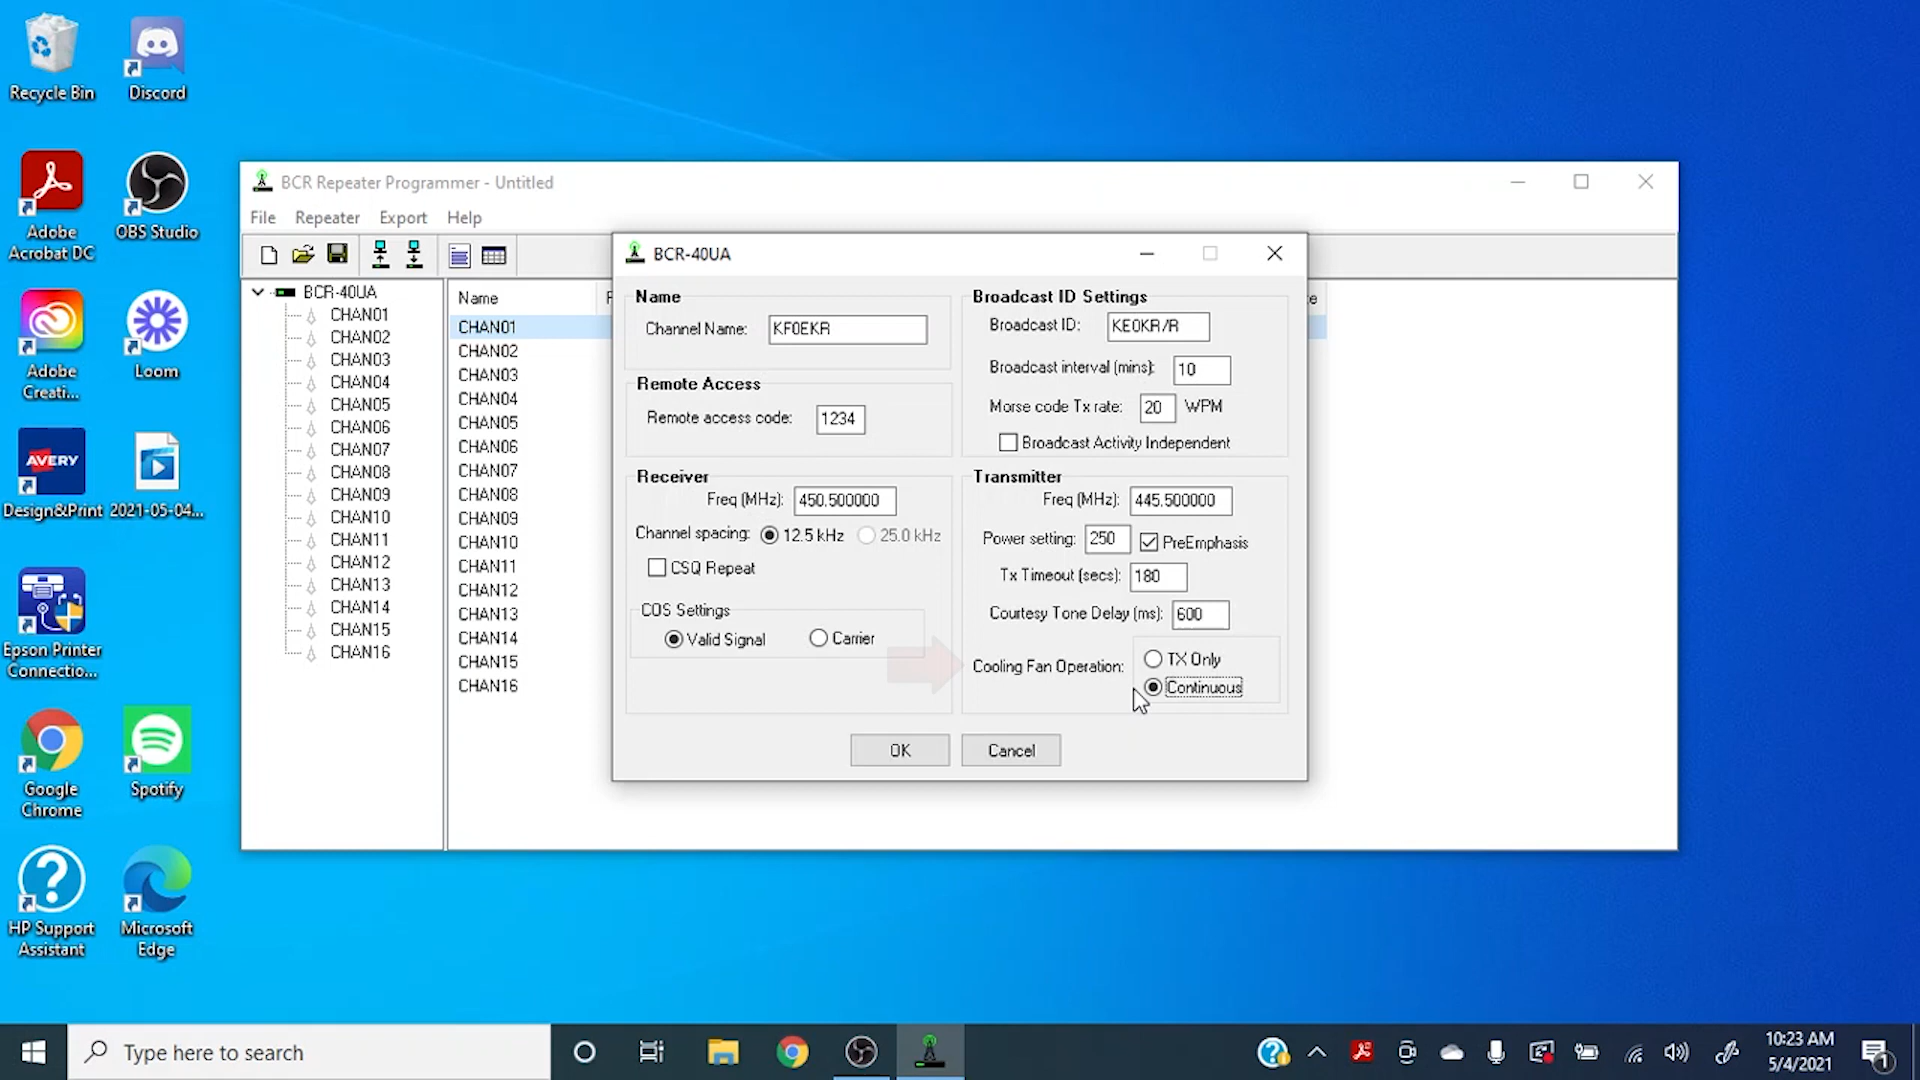 Recycle Bin
Discord
Adobe
Acrobat DC
OBS Studio
Adobe
Creati...
Loom
AVERY
Design&Print
2021-05-04...
Epson Printer
Connectio...
Google
Chrome
Spotify
HP Support
Assistant
Microsoft
Edge
BCR Repeater Programmer - Untitled
File Repeater Export Help
BCR-40UA
CHAN01
CHAN02
CHAN03
CHAN04
CHAN05
CHAN06
CHAN07
CHAN08
CHAN09
CHAN10
CHAN11
CHAN12
CHAN13
CHAN14
CHAN15
CHAN16
Name
CHAN01
CHAN02
CHAN03
CHAN04
CHAN05
CHAN06
CHAN07
CHAN08
CHAN09
CHAN10
CHAN11
CHAN12
CHAN13
CHAN14
CHAN15
CHAN16
BCR-40UA
Name
Channel Name: KF0EKR
Remote Access
Remote access code: 1234
Receiver
Freq (MHz): 450.500000
Channel spacing: 12.5 kHz 25.0 kHz
CSQ Repeat
COS Settings
Valid Signal Carrier
Broadcast ID Settings
Broadcast ID: KE0KR/R
Broadcast interval (mins): 10
Morse code Tx rate: 20 WPM
Broadcast Activity Independent
Transmitter
Freq (MHz): 445.500000
Power setting: 250 PreEmphasis
Tx Timeout (secs): 180
Courtesy Tone Delay (ms): 600
Cooling Fan Operation: TX Only
Continuous
OK Cancel
Type here to search
10:23 AM
5/4/2021
1